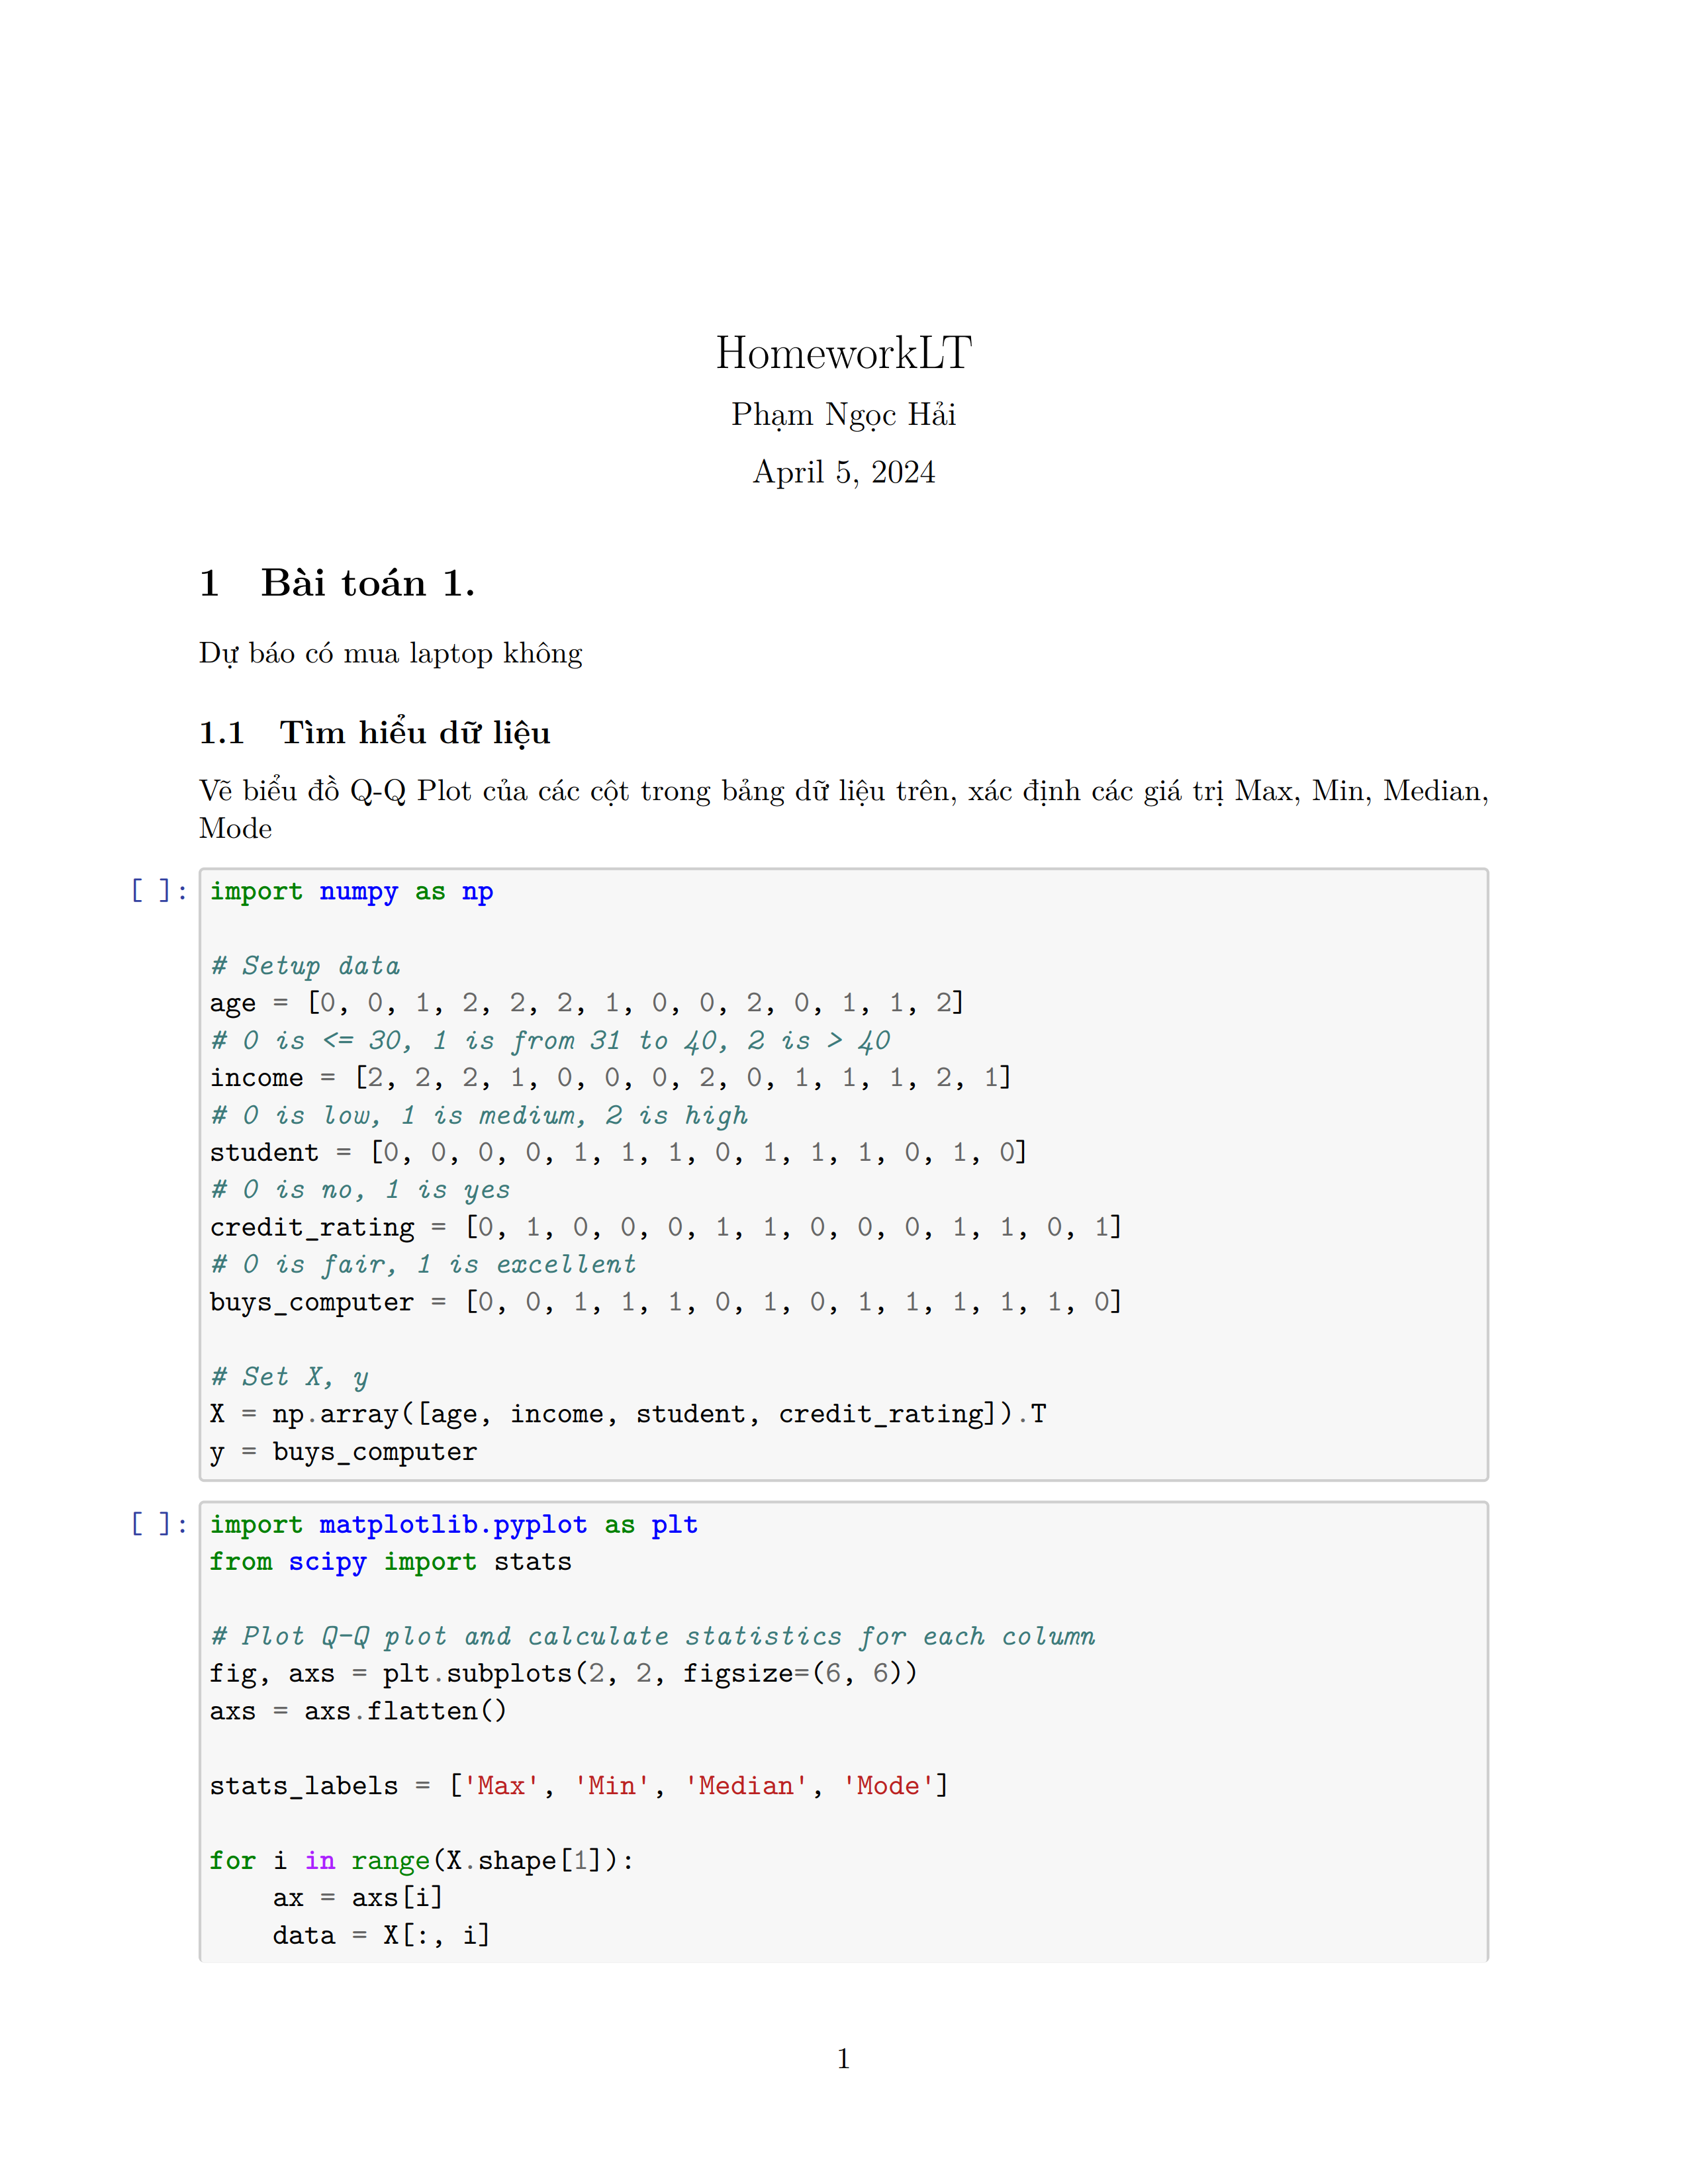 HomeworkLT
Phạm Ngọc Hải
April 5, 2024
1 Bài toán 1.
Dự báo có mua laptop không
1.1 Tìm hiểu dữ liệu
Vẽ biểu đồ Q-Q Plot của các cột trong bảng dữ liệu trên, xác định các giá trị Max, Min, Median,
Mode
[ ]: import numpy as np
# Setup data
age = [0, 0, 1, 2, 2, 2, 1, 0, 0, 2, 0, 1, 1, 2]
# 0 is <= 30, 1 is from 31 to 40, 2 is > 40
income = [2, 2, 2, 1, 0, 0, 0, 2, 0, 1, 1, 1, 2, 1]
# 0 is low, 1 is medium, 2 is high
student = [0, 0, 0, 0, 1, 1, 1, 0, 1, 1, 1, 0, 1, 0]
# 0 is no, 1 is yes
credit_rating = [0, 1, 0, 0, 0, 1, 1, 0, 0, 0, 1, 1, 0, 1]
# 0 is fair, 1 is excellent
buys_computer = [0, 0, 1, 1, 1, 0, 1, 0, 1, 1, 1, 1, 1, 0]
# Set X, y
X = np.array([age, income, student, credit_rating]).T
y = buys_computer
[ ]: import matplotlib.pyplot as plt
from scipy import stats
# Plot Q-Q plot and calculate statistics for each column
fig, axs = plt.subplots(2, 2, figsize=(6, 6))
axs = axs.flatten()
stats_labels = ['Max', 'Min', 'Median', 'Mode']
for i in range(X.shape[1]):
    ax = axs[i]
    data = X[:, i]
1